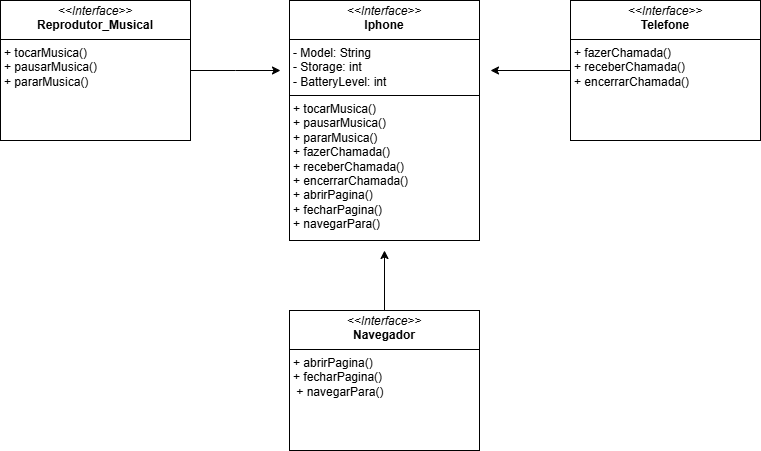 <<Interface>>
Reprodutor_Musical
+ tocarMusica()
+ pausarMusica()
+ pararMusica()
<<Interface>>
Iphone
- Model: String
- Storage: int
- BatteryLevel: int
+ tocarMusica()
+ pausarMusica()
+ pararMusica()
+ fazerChamada()
+ receberChamada()
+ encerrarChamada()
+ abrirPagina()
+ fecharPagina()
+ navegarPara()
<<Interface>>
Telefone
+ fazerChamada()
+ receberChamada()
+ encerrarChamada()
<<Interface>>
Navegador
+ abrirPagina()
+ fecharPagina()
+ navegarPara()